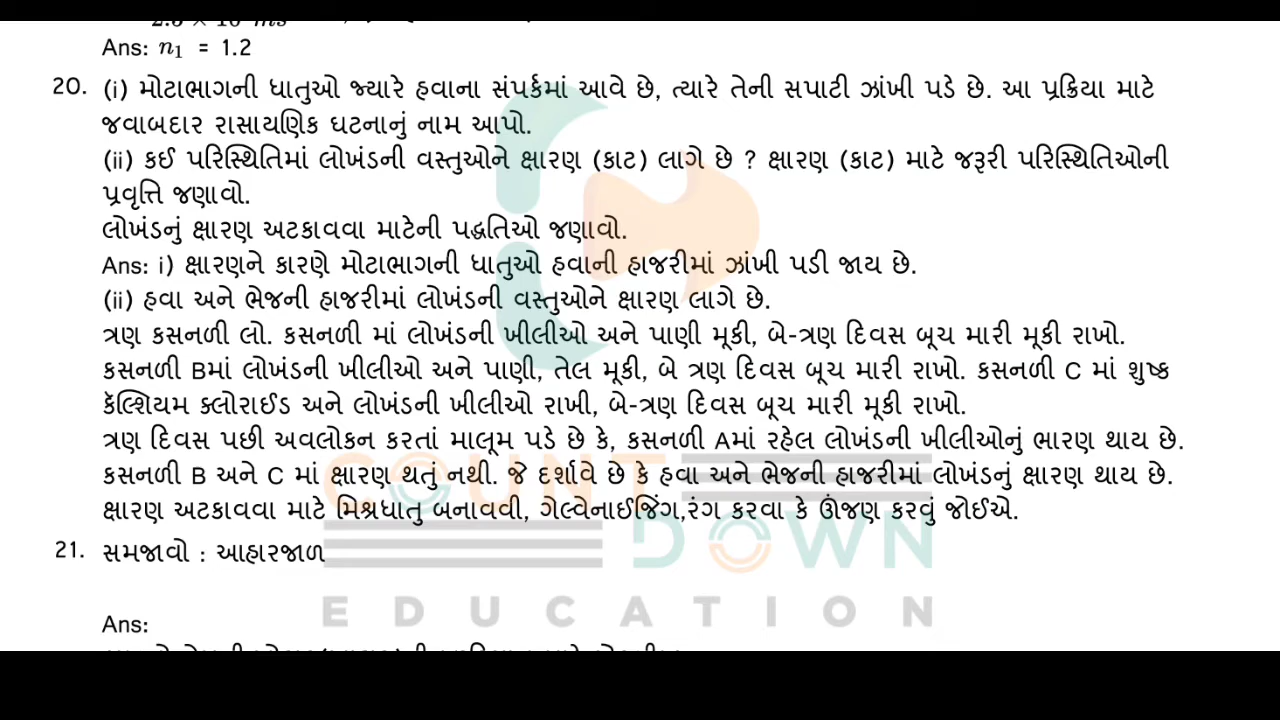 Ans: n₁ = 1.2
20. (i) મોટાભાગની ધાતુઓ જ્યારે હવાના સંપર્કમાં આવે છે, ત્યારે તેની સપાટી ઝાંખી પડે છે. આ પ્રક્રિયા માટે
જવાબદાર રાસાયણિક ઘટનાનું નામ આપો.
(ii) કઈ પરિસ્થિતિમાં લોખંડની વસ્તુઓને ક્ષારણ (કાટ) લાગે છે ? ક્ષારણ (કાટ) માટે જરૂરી પરિસ્થિતિઓની
પ્રવૃત્તિ જણાવો.
લોખંડનું ક્ષારણ અટકાવવા માટેની પદ્ધતિઓ જણાવો.
Ans: i) ક્ષારણને કારણે મોટાભાગની ધાતુઓ હવાની હાજરીમાં ઝાંખી પડી જાય છે.
(ii) હવા અને ભેજની હાજરીમાં લોખંડની વસ્તુઓને ક્ષારણ લાગે છે.
ત્રણ કસનળી લો. કસનળી માં લોખંડની ખીલીઓ અને પાણી મૂકી, બે-ત્રણ દિવસ બૂચ મારી મૂકી રાખો.
કસનળી Bમાં લોખંડની ખીલીઓ અને પાણી, તેલ મૂકી, બે ત્રણ દિવસ બૂચ મારી રાખો. કસનળી C માં શુષ્ક
કૅલ્શિયમ ક્લોરાઈડ અને લોખંડની ખીલીઓ રાખી, બે-ત્રણ દિવસ બૂચ મારી મૂકી રાખો.
ત્રણ દિવસ પછી અવલોકન કરતાં માલૂમ પડે છે કે, કસનળી Aમાં રહેલ લોખંડની ખીલીઓનું ભારણ થાય છે.
કસનળી B અને C માં ક્ષારણ થતું નથી. જે દર્શાવે છે કે હવા અને ભેજની હાજરીમાં લોખંડનું ક્ષારણ થાય છે.
ક્ષારણ અટકાવવા માટે મિશ્રધાતુ બનાવવી, ગેલ્વેનાઈજિંગ,રંગ કરવા કે ઊંજણ કરવું જોઈએ.
21. સમજાવો : આહારજાળ
COUNT
DOWN
EDUCATION
Ans: